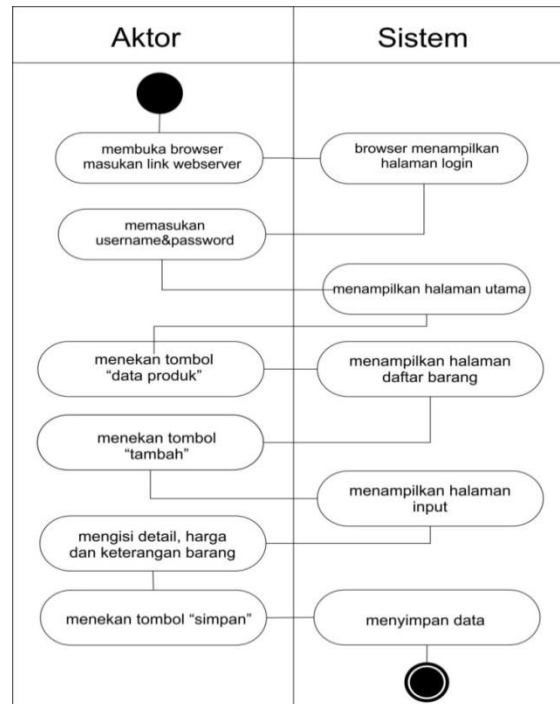 Aktor
Sistem
membuka browser
masukan link webserver
browser menampilkan
halaman login
memasukan
username&password
menampilkan halaman utama
menekan tombol
“data produk”
menampilkan halaman
daftar barang
menekan tombol
“tambah”
menampilkan halaman
input
mengisi detail, harga
dan keterangan barang
menekan tombol “simpan”
menyimpan data